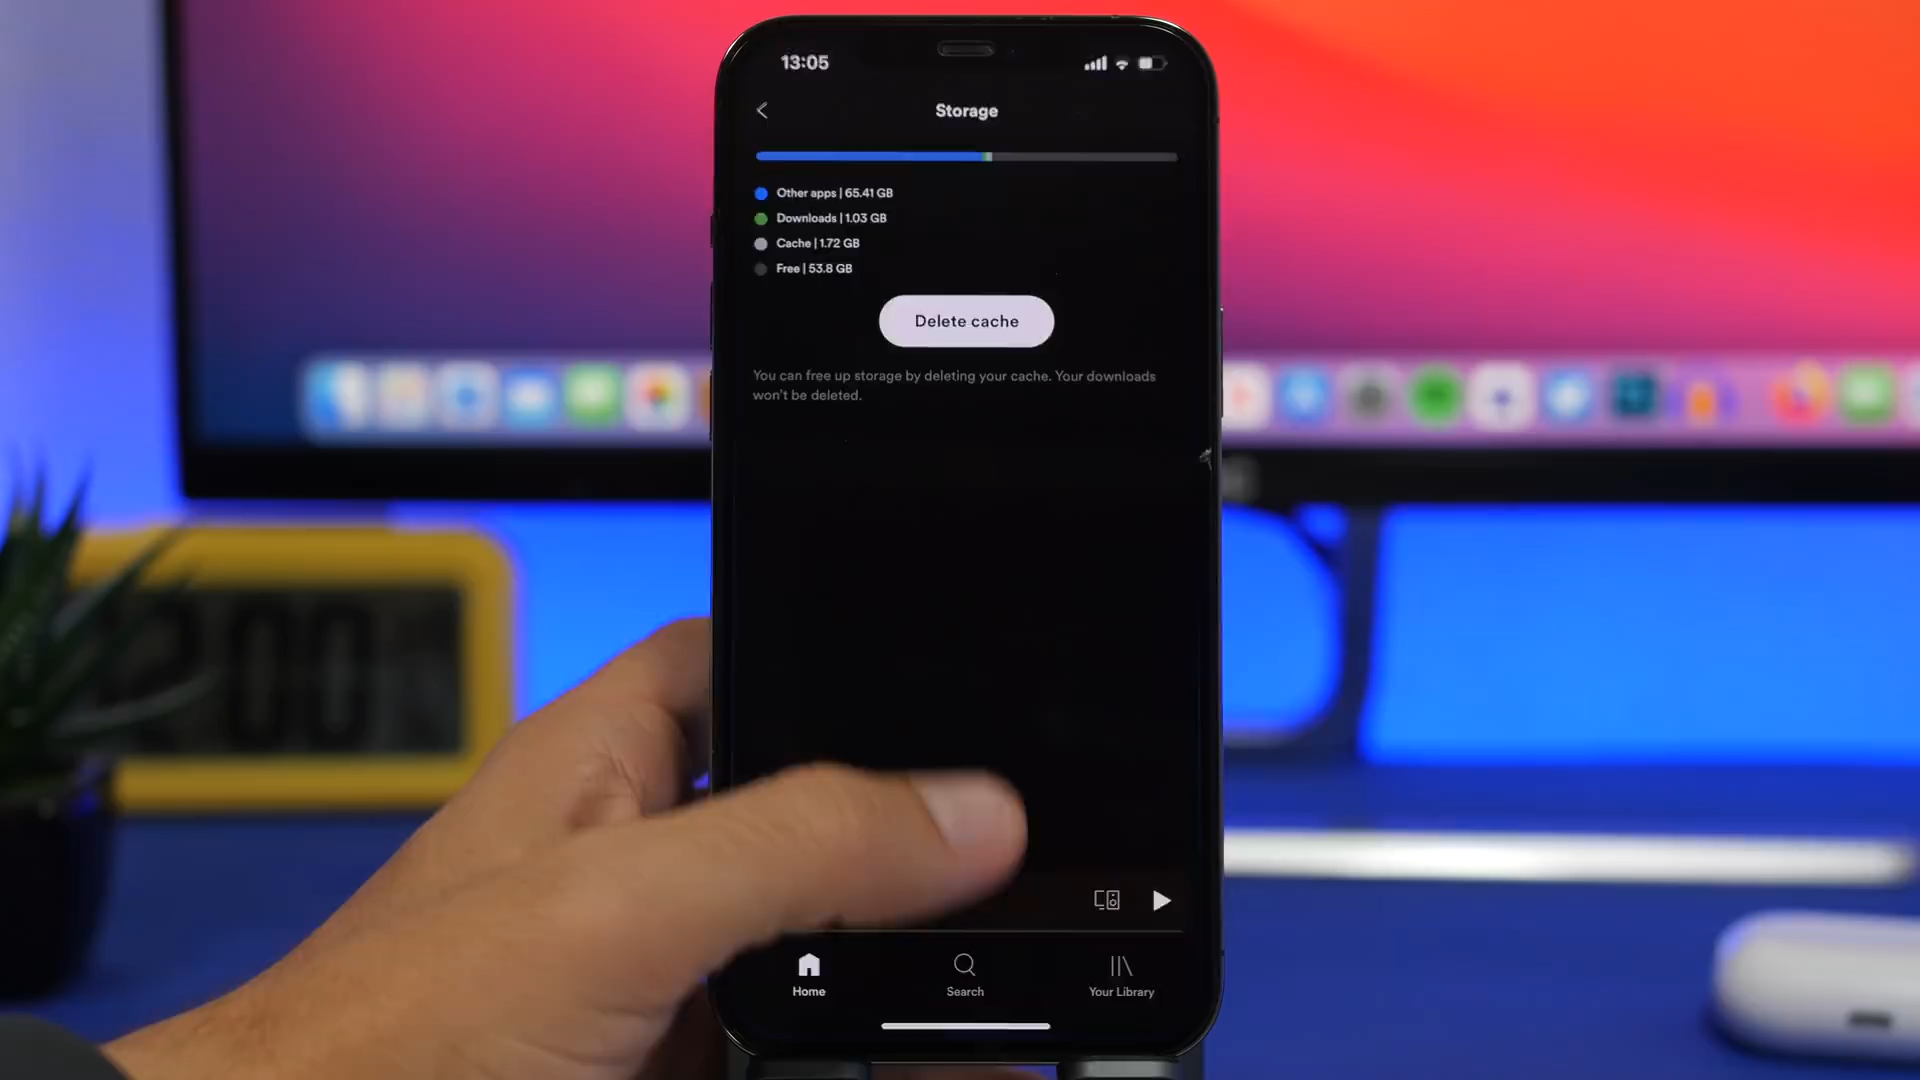 13:05
Storage
Other apps | 65.41 GB
Downloads | 1.03 GB
Cache | 1.72 GB
Free | 53.8 GB
Delete cache
You can free up storage by deleting your cache. Your downloads
won't be deleted.
Home
Search
Your Library